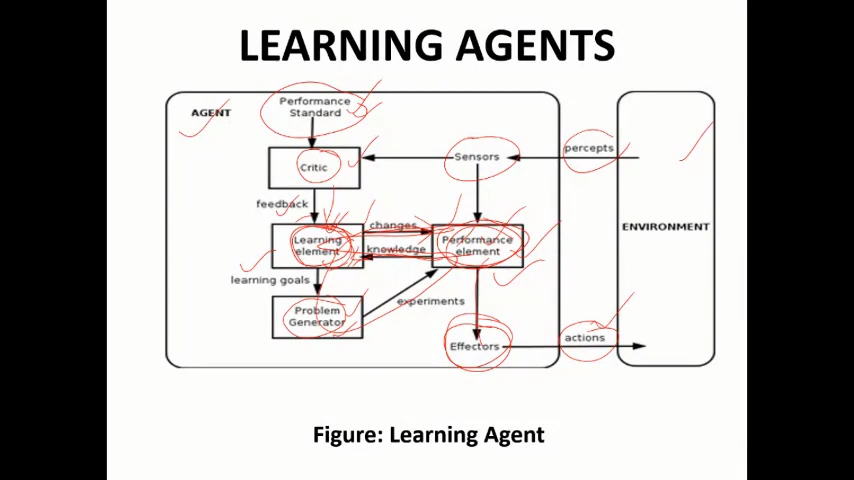 LEARNING AGENTS
AGENT
Performance
Standard
Critic
Sensors
percepts
feedback
changes
ENVIRONMENT
Learning
element
knowledge
Performance
element
learning goals
experiments
Problem
Generator
Effectors
actions
Figure: Learning Agent